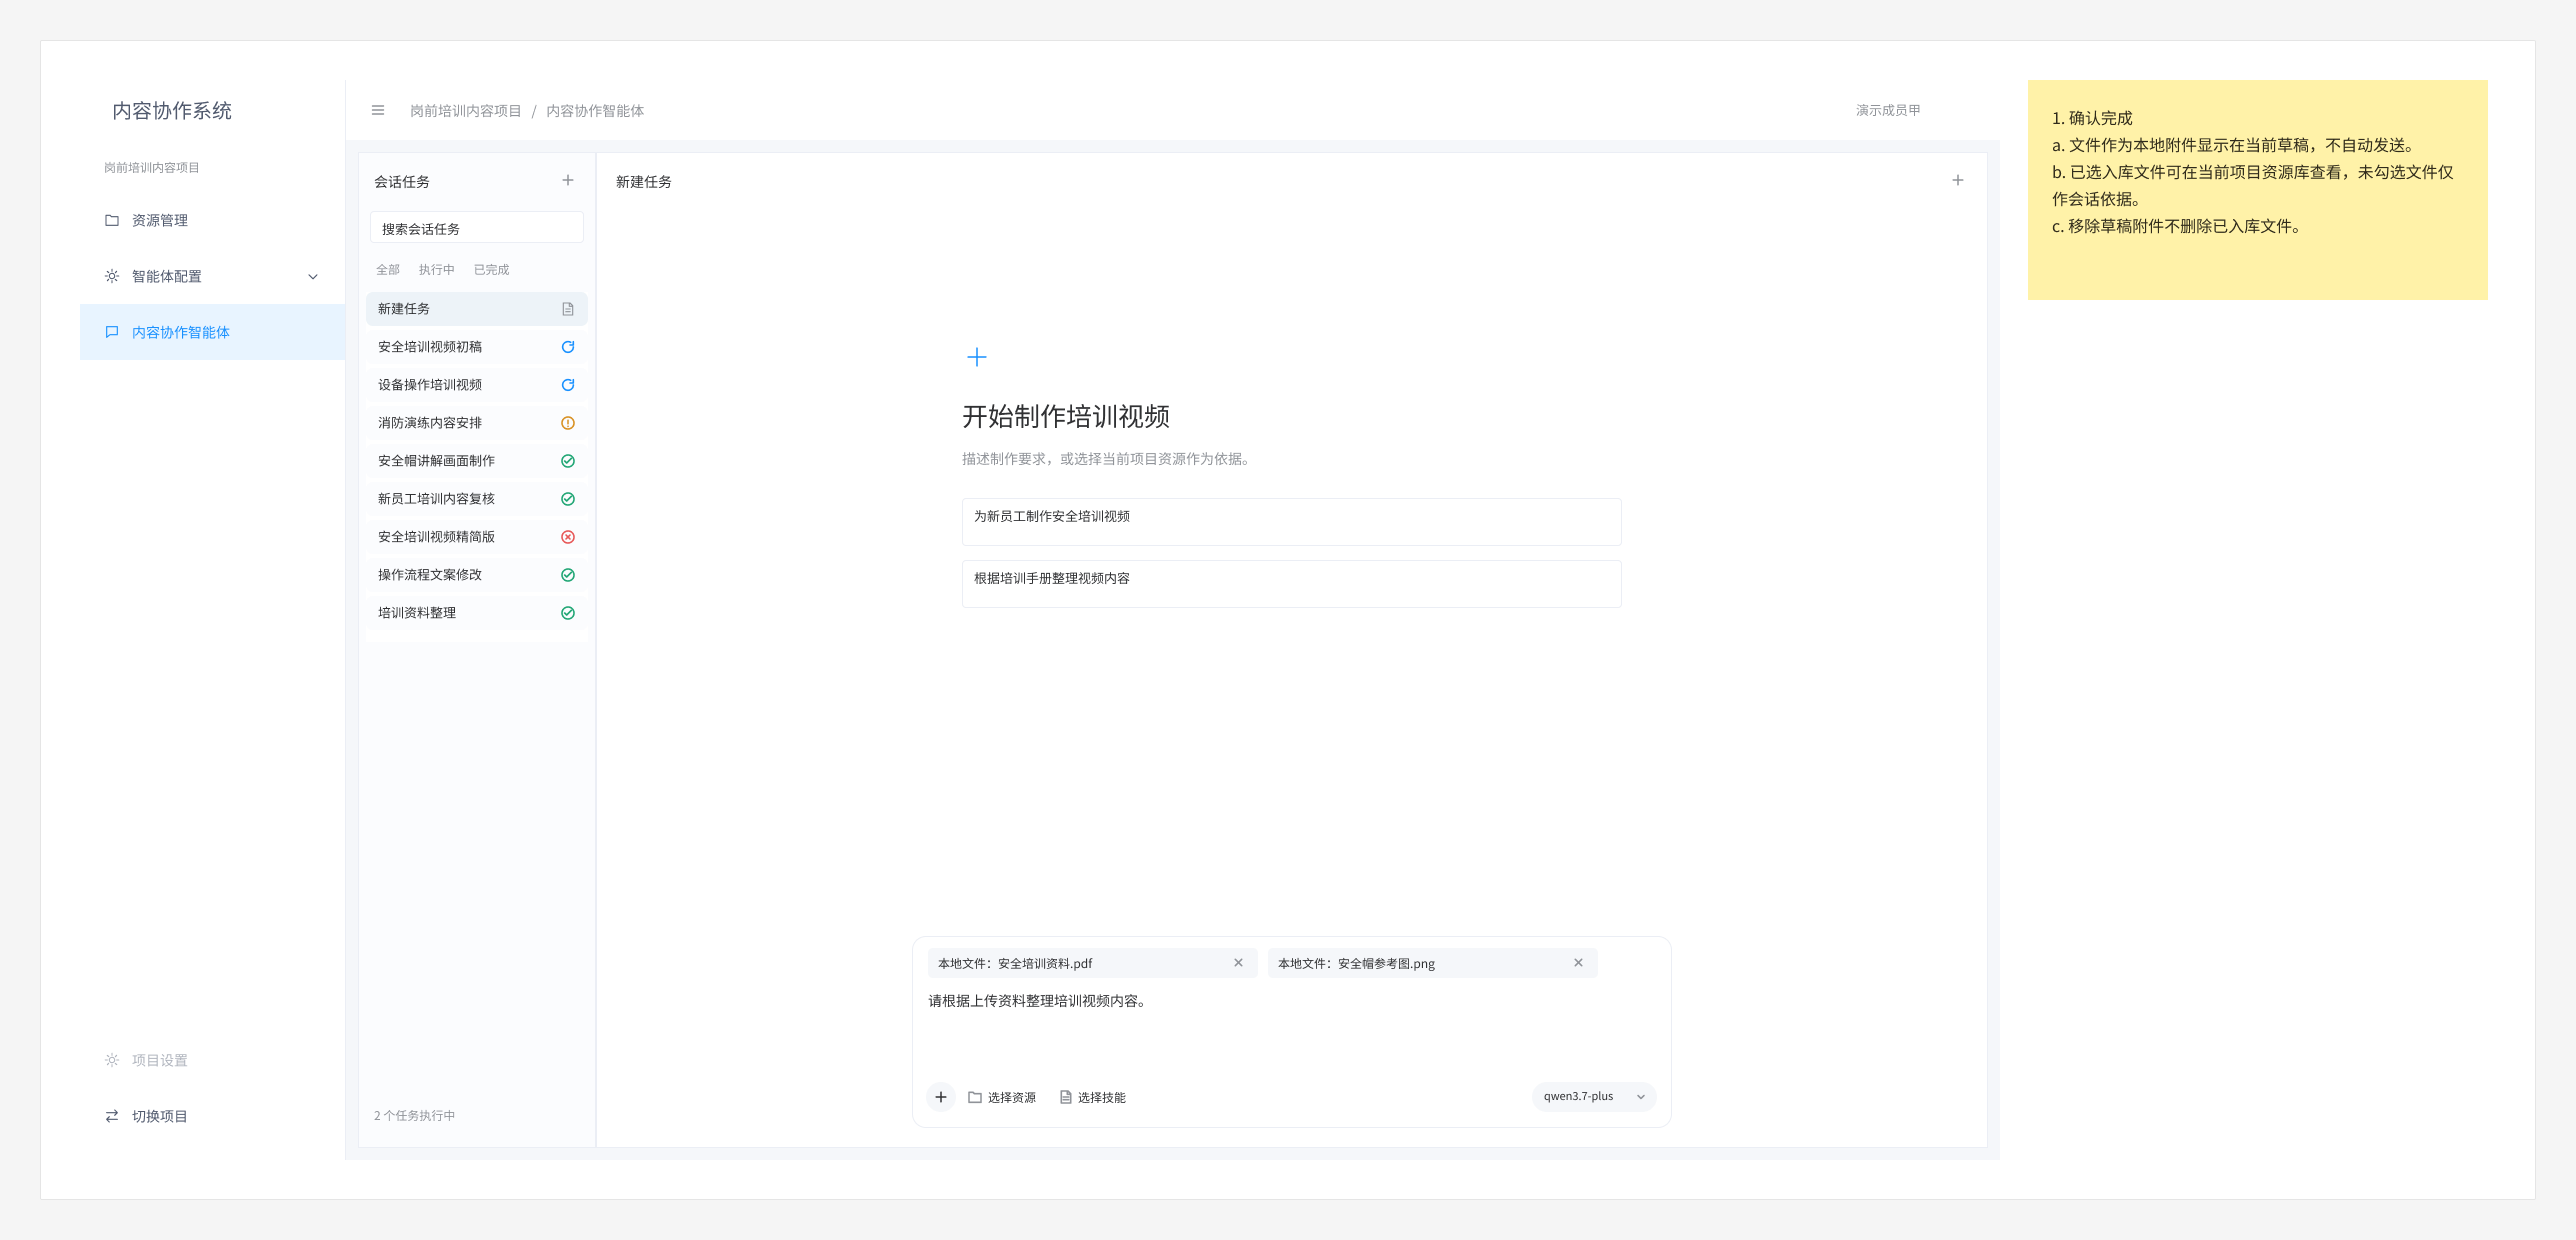 内容协作系统
岗前培训内容项目
资源管理
智能体配置
内容协作智能体
项目设置
切换项目
岗前培训内容项目 / 内容协作智能体
演示成员甲
会话任务
搜索会话任务
全部 执行中 已完成
新建任务
安全培训视频初稿
设备操作培训视频
消防演练内容安排
安全帽讲解画面制作
新员工培训内容复核
安全培训视频精简版
操作流程文案修改
培训资料整理
2 个任务执行中
新建任务
开始制作培训视频
描述制作要求，或选择当前项目资源作为依据。
为新员工制作安全培训视频
根据培训手册整理视频内容
本地文件：安全培训资料.pdf
本地文件：安全帽参考图.png
请根据上传资料整理培训视频内容。
选择资源
选择技能
qwen3.7-plus
1. 确认完成
a. 文件作为本地附件显示在当前草稿，不自动发送。
b. 已选入库文件可在当前项目资源库查看，未勾选文件仅
作会话依据。
c. 移除草稿附件不删除已入库文件。